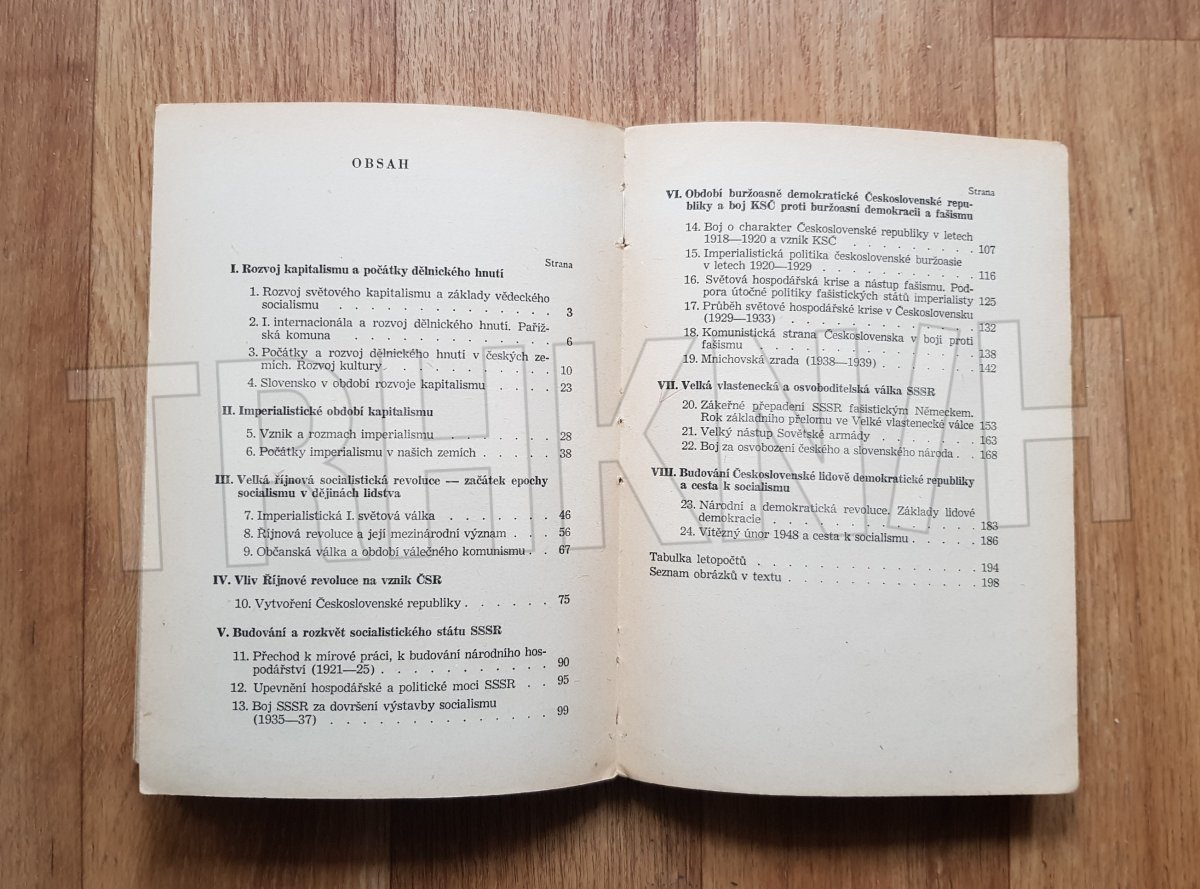 OBSAH
Strana
I. Rozvoj kapitalismu a počátky dělnického hnutí
1. Rozvoj světového kapitalismu a základy vědeckého
socialismu . . . . . . . . . . . . 3
2. I. internacionála a rozvoj dělnického hnutí. Paříž-
ská komuna . . . . . . . . . . . 6
3. Počátky a rozvoj dělnického hnutí v českých ze-
mích. Rozvoj kultury . . . . . . . . . 10
4. Slovensko v období rozvoje kapitalismu . . . . 23
II. Imperialistické období kapitalismu
5. Vznik a rozmach imperialismu . . . . . . 28
6. Počátky imperialismu v našich zemích . . . . . 38
III. Velká říjnová socialistická revoluce — začátek epochy
socialismu v dějinách lidstva
7. Imperialistická I. světová válka . . . . . . 46
8. Říjnová revoluce a její mezinárodní význam . . . 56
9. Občanská válka a období válečného komunismu . . 67
IV. Vliv Říjnové revoluce na vznik ČSR
10. Vytvoření Československé republiky . . . . . . 75
V. Budování a rozkvět socialistického státu SSSR
11. Přechod k mírové práci, k budování národního hos-
podářství (1921—25) . . . . . . . . . 90
12. Upevnění hospodářské a politické moci SSSR . . 95
13. Boj SSSR za dovršení výstavby socialismu
(1935—37) . . . . . . . . . . . . 99
Strana
VI. Období buržoasně demokratické Československé repu-
bliky a boj KSČ proti buržoasní demokracii a fašismu
14. Boj o charakter Československé republiky v letech
1918—1920 a vznik KSČ . . . . . . . . 107
15. Imperialistická politika československé buržoasie
v letech 1920—1929 . . . . . . . . . 116
16. Světová hospodářská krise a nástup fašismu. Pod-
pora útočné politiky fašistických států imperialisty 125
17. Průběh světové hospodářské krise v Československu
(1929—1933) . . . . . . . . . . . 132
18. Komunistická strana Československa v boji proti
fašismu . . . . . . . . . . . . . 138
19. Mnichovská zrada (1938—1939) . . . . . . 142
VII. Velká vlastenecká a osvoboditelská válka SSSR
20. Zákeřné přepadení SSSR fašistickým Německem.
Rok základního přelomu ve Velké vlastenecké válce 153
21. Velký nástup Sovětské armády . . . . . . 163
22. Boj za osvobození českého a slovenského národa . 168
VIII. Budování Československé lidově demokratické republiky
a cesta k socialismu
23. Národní a demokratická revoluce. Základy lidové
demokracie . . . . . . . . . . . . 183
24. Vítězný únor 1948 a cesta k socialismu . . . . . 186
Tabulka letopočtů . . . . . . . . . . . 194
Seznam obrázků v textu . . . . . . . . . . 198
TRHKNIH